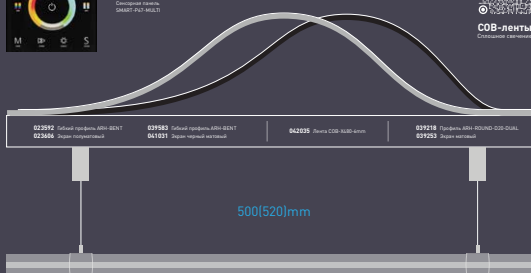 Сенсорная панель
SMART-P47-MULTI
M
S
COB-ленты
Сплошное свечение
023592 Гибкий профиль ARH-BENT
023606 Экран полуматовый
039583 Гибкий профиль ARH-BENT
041031 Экран черный матовый
042035 Лента COB-X480-6mm
039218 Профиль ARH-ROUND-D20-DUAL
039253 Экран матовый
500(520)mm